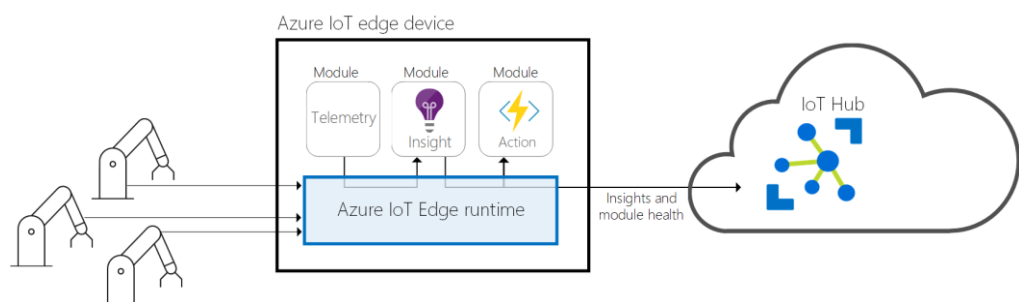 Azure IoT edge device
Module
Module
Module
Telemetry
Insight
Action
Azure IoT Edge runtime
Insights and
module health
IoT Hub